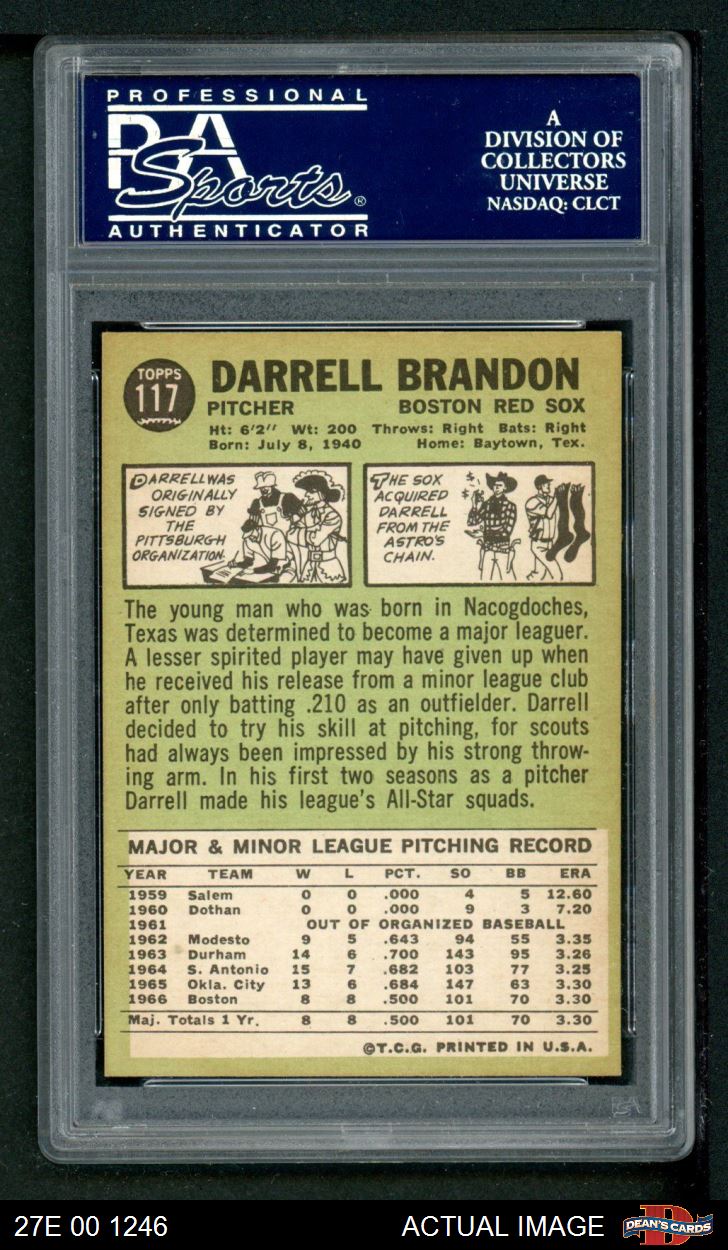 PROFESSIONAL
PSA
Sports®
AUTHENTICATOR
A
DIVISION OF
COLLECTORS
UNIVERSE
NASDAQ: CLCT
TOPPS
117
DARRELL BRANDON
PITCHER BOSTON RED SOX
Ht: 6'2" Wt: 200 Throws: Right Bats: Right
Born: July 8, 1940 Home: Baytown, Tex.
DARRELL WAS
ORIGINALLY
SIGNED BY
THE
PITTSBURGH
ORGANIZATION.
THE SOX
ACQUIRED
DARRELL
FROM THE
ASTRO'S
CHAIN.
The young man who was born in Nacogdoches,
Texas was determined to become a major leaguer.
A lesser spirited player may have given up when
he received his release from a minor league club
after only batting .210 as an outfielder. Darrell
decided to try his skill at pitching, for scouts
had always been impressed by his strong throw-
ing arm. In his first two seasons as a pitcher
Darrell made his league's All-Star squads.
MAJOR & MINOR LEAGUE PITCHING RECORD
YEAR TEAM W L PCT. SO BB ERA
1959 Salem 0 0 .000 4 5 12.60
1960 Dothan 0 0 .000 9 3 7.20
1961 OUT OF ORGANIZED BASEBALL
1962 Modesto 9 5 .643 94 55 3.35
1963 Durham 14 6 .700 143 95 3.26
1964 S. Antonio 15 7 .682 103 77 3.25
1965 Okla. City 13 6 .684 147 63 3.30
1966 Boston 8 8 .500 101 70 3.30
Maj. Totals 1 Yr. 8 8 .500 101 70 3.30
©T.C.G. PRINTED IN U.S.A.
27E 00 1246 ACTUAL IMAGE DEAN'S CARDS